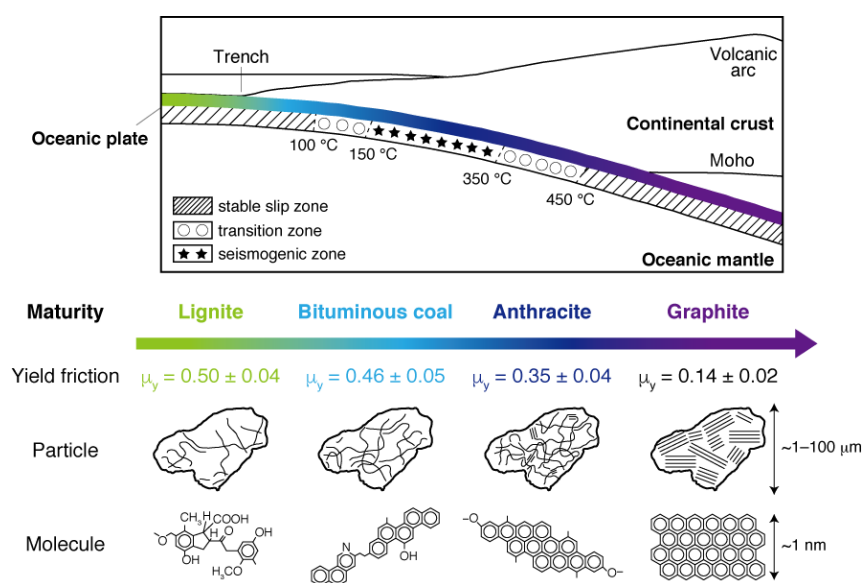 Trench
Volcanic
arc
Oceanic plate
Continental crust
100 °C
150 °C
Moho
350 °C
450 °C
stable slip zone
transition zone
seismogenic zone
Oceanic mantle
Maturity Lignite Bituminous coal Anthracite Graphite
Yield friction μy = 0.50 ± 0.04 μy = 0.46 ± 0.05 μy = 0.35 ± 0.04 μy = 0.14 ± 0.02
Particle ~1–100 μm
Molecule ~1 nm
CH₃ H COOH
O H O OH
OH H₃CO
N OH
O O